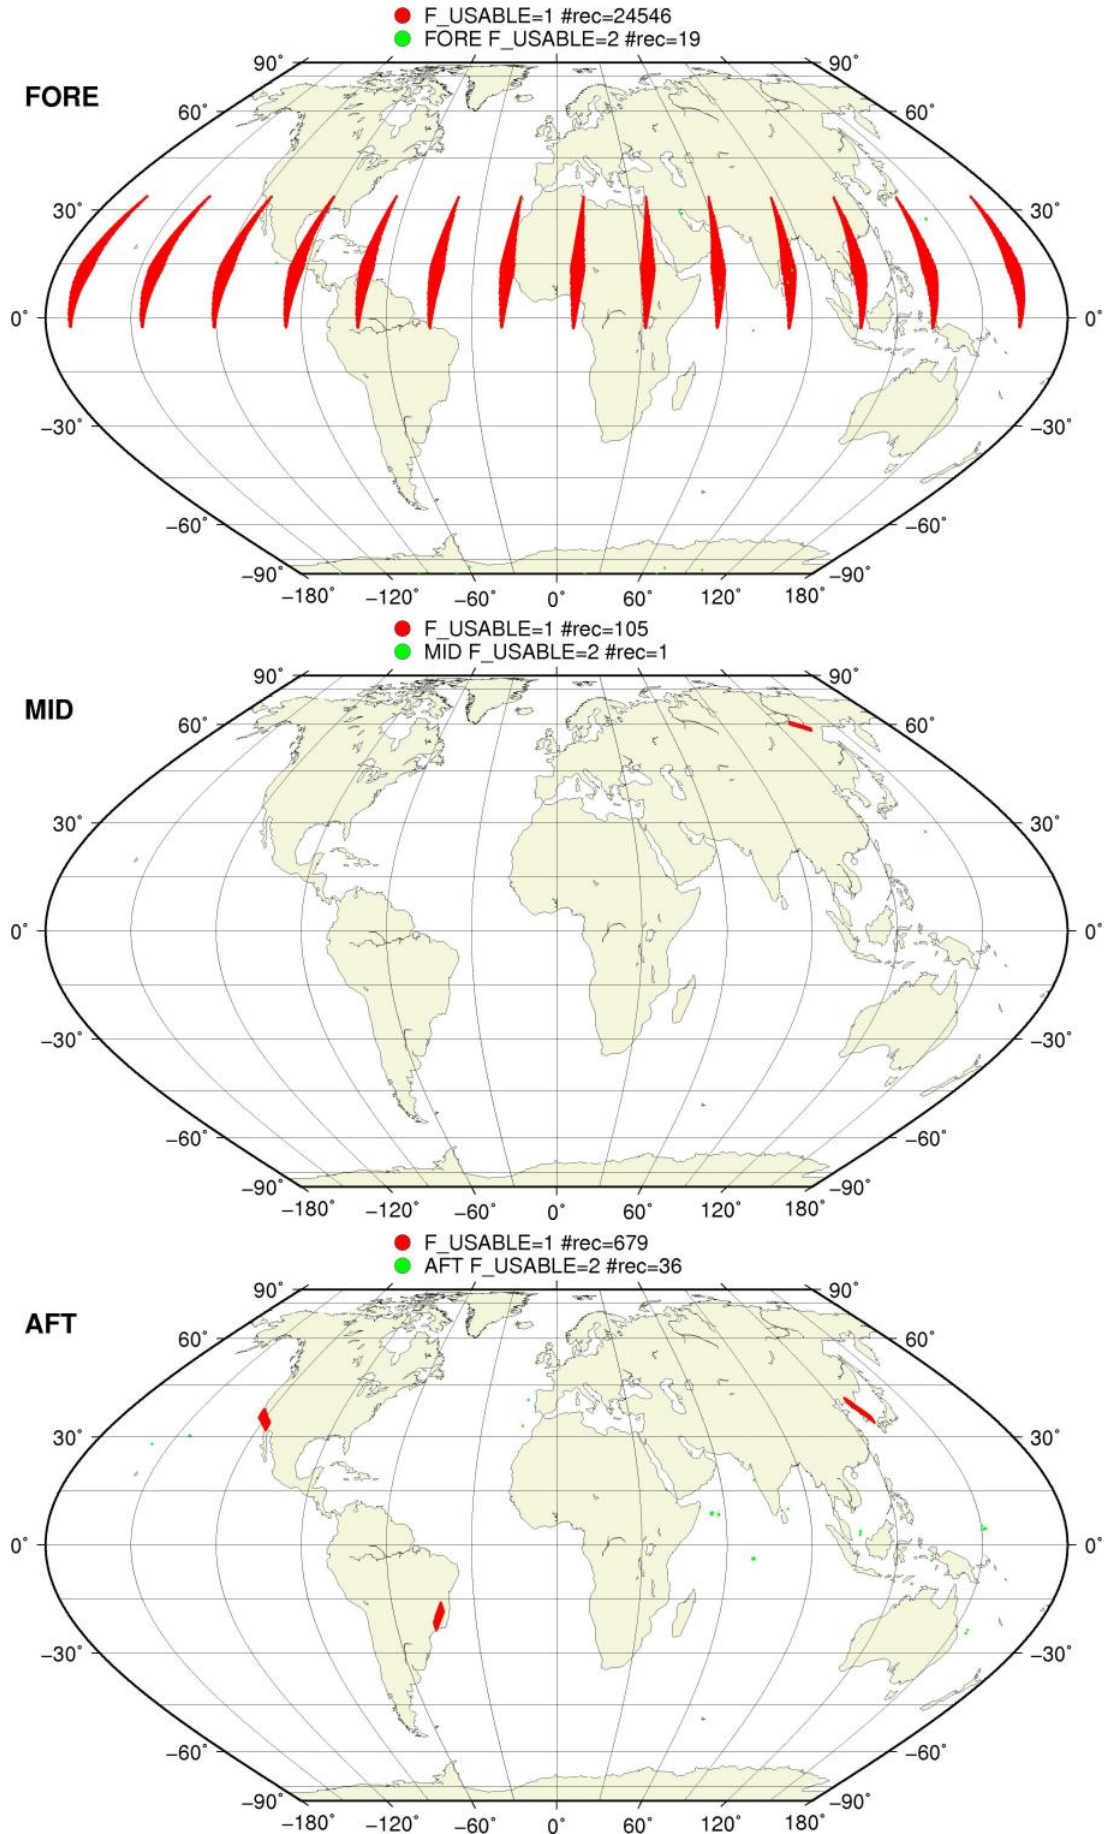 F_USABLE=1 #rec=24546
FORE F_USABLE=2 #rec=19
FORE
90° 90°
60° 60°
30° 30°
0° 0°
−30° −30°
−60° −60°
−90° −90°
−180° −120° −60° 0° 60° 120° 180°
F_USABLE=1 #rec=105
MID F_USABLE=2 #rec=1
MID
90° 90°
60° 60°
30° 30°
0° 0°
−30° −30°
−60° −60°
−90° −90°
−180° −120° −60° 0° 60° 120° 180°
F_USABLE=1 #rec=679
AFT F_USABLE=2 #rec=36
AFT
90° 90°
60° 60°
30° 30°
0° 0°
−30° −30°
−60° −60°
−90° −90°
−180° −120° −60° 0° 60° 120° 180°